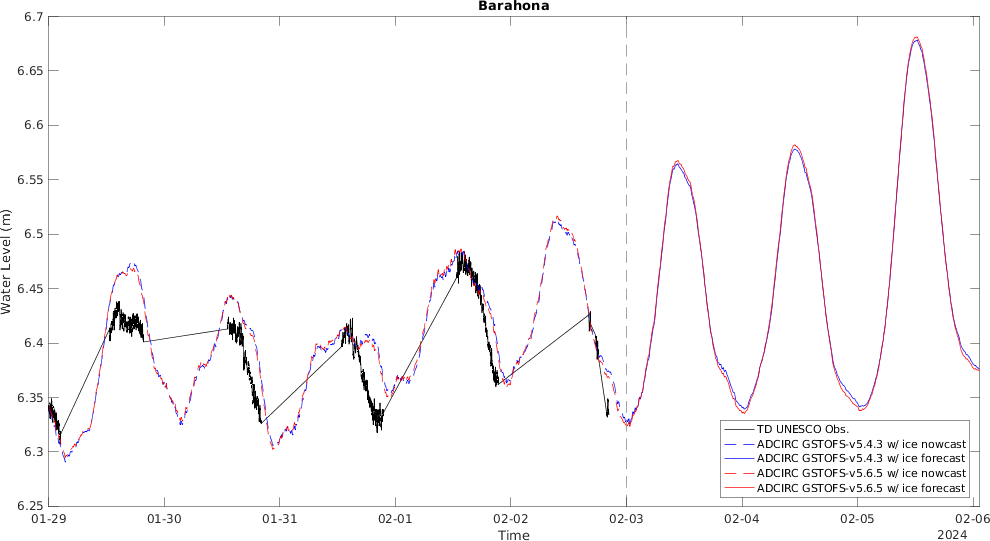 Barahona
6.7
6.65
6.6
6.55
6.5
6.45
6.4
6.35
6.3
6.25
Water Level (m)
01-29 01-30 01-31 02-01 02-02 02-03 02-04 02-05 02-06
2024
Time
TD UNESCO Obs.
ADCIRC GSTOFS-v5.4.3 w/ ice nowcast
ADCIRC GSTOFS-v5.4.3 w/ ice forecast
ADCIRC GSTOFS-v5.6.5 w/ ice nowcast
ADCIRC GSTOFS-v5.6.5 w/ ice forecast